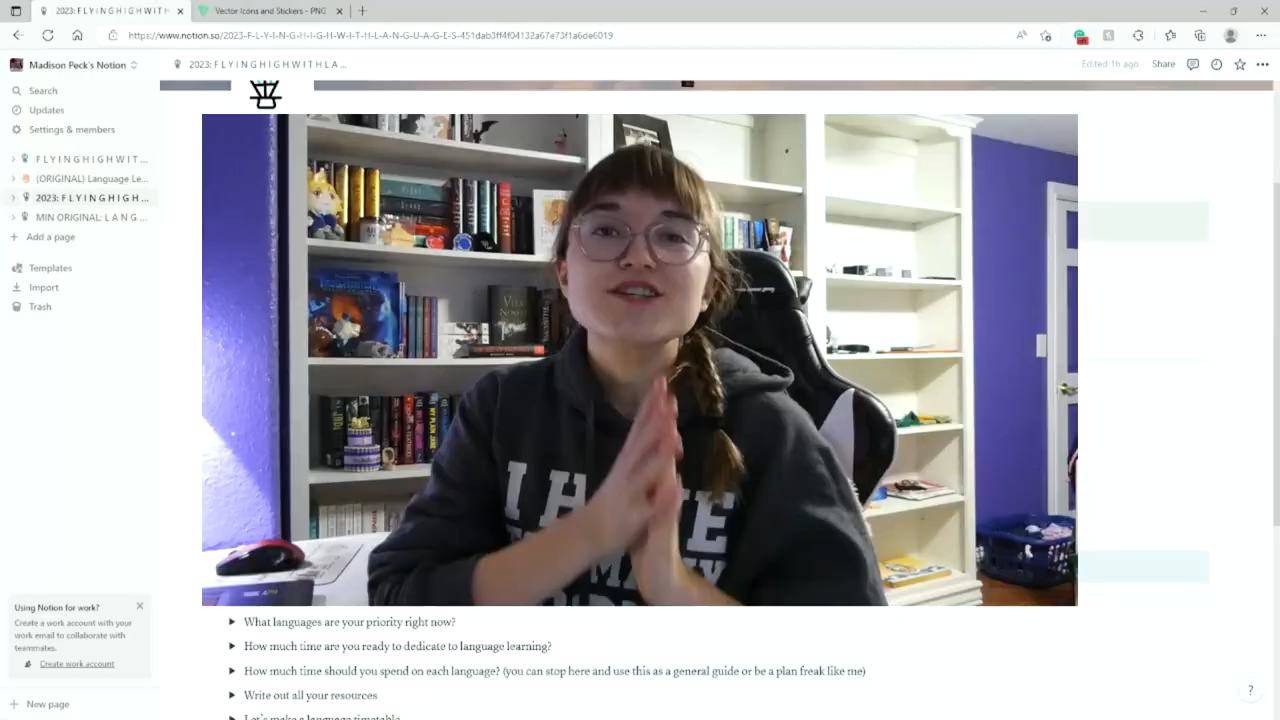 2023: F L Y I N G H I G H W I T H
Vector Icons and Stickers - PNG
https://www.notion.so/2023-F-L-Y-I-N-G-H-I-G-H-W-I-T-H-L-A-N-G-U-A-G-E-S-451dab3ff4f04132a67e73f1a6de6019
Madison Peck's Notion
2023: F L Y I N G H I G H W I T H L A ...
Edited 1h ago
Share
Search
Updates
Settings & members
F L Y I N G H I G H W I T ...
(ORIGINAL) Language Le...
2023: F L Y I N G H I G H ...
MIN ORIGINAL: L A N G ...
Add a page
Templates
Import
Trash
I HAVE
Using Notion for work?
Create a work account with your
work email to collaborate with
teammates.
Create work account
New page
What languages are your priority right now?
How much time are you ready to dedicate to language learning?
How much time should you spend on each language? (you can stop here and use this as a general guide or be a plan freak like me)
Write out all your resources
Let's make a language timetable
?